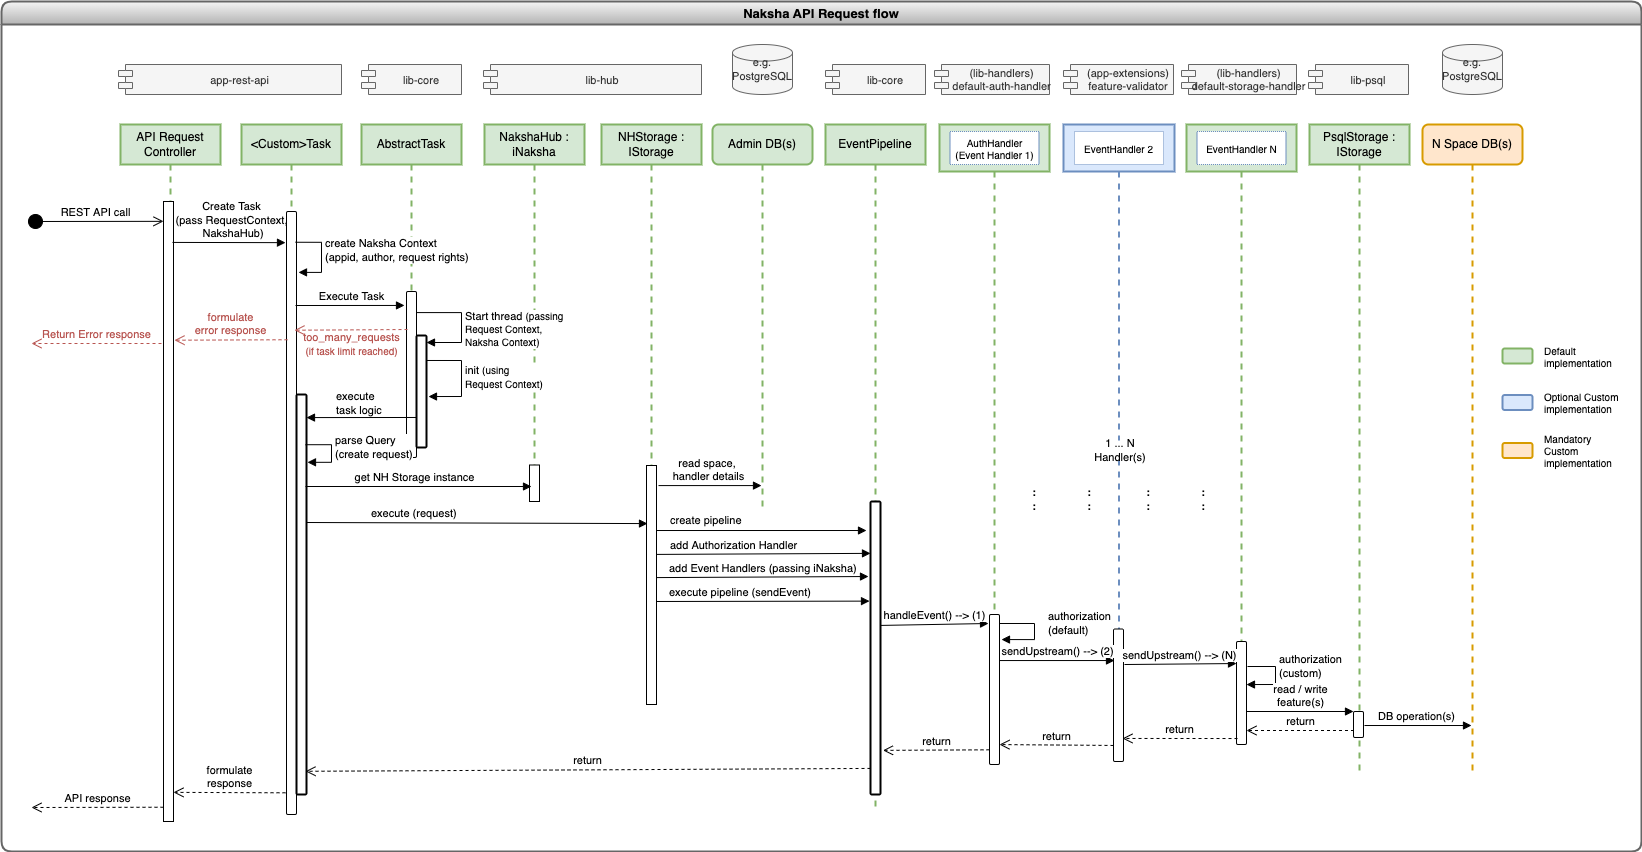 Naksha API Request flow
app-rest-api
lib-core
lib-hub
e.g.
PostgreSQL
lib-core
(lib-handlers)
default-auth-handler
(app-extensions)
feature-validator
(lib-handlers)
default-storage-handler
lib-psql
e.g.
PostgreSQL
API Request
Controller
<Custom>Task
AbstractTask
NakshaHub :
iNaksha
NHStorage :
IStorage
Admin DB(s)
EventPipeline
AuthHandler
(Event Handler 1)
EventHandler 2
EventHandler N
PsqlStorage :
IStorage
N Space DB(s)
REST API call
Create Task
(pass RequestContext,
NakshaHub)
create Naksha Context
(appid, author, request rights)
Execute Task
Start thread (passing
Request Context,
Naksha Context)
formulate
error response
Return Error response
too_many_requests
(if task limit reached)
init (using
Request Context)
execute
task logic
parse Query
(create request)
get NH Storage instance
read space,
handler details
execute (request)
create pipeline
add Authorization Handler
add Event Handlers (passing iNaksha)
execute pipeline (sendEvent)
1 ... N
Handler(s)
: : : :
: : : :
Default
implementation
Optional Custom
implementation
Mandatory
Custom
implementation
handleEvent() --> (1)
authorization
(default)
sendUpstream() --> (2)
sendUpstream() --> (N)
authorization
(custom)
read / write
feature(s)
DB operation(s)
return
return
return
return
return
formulate
response
API response